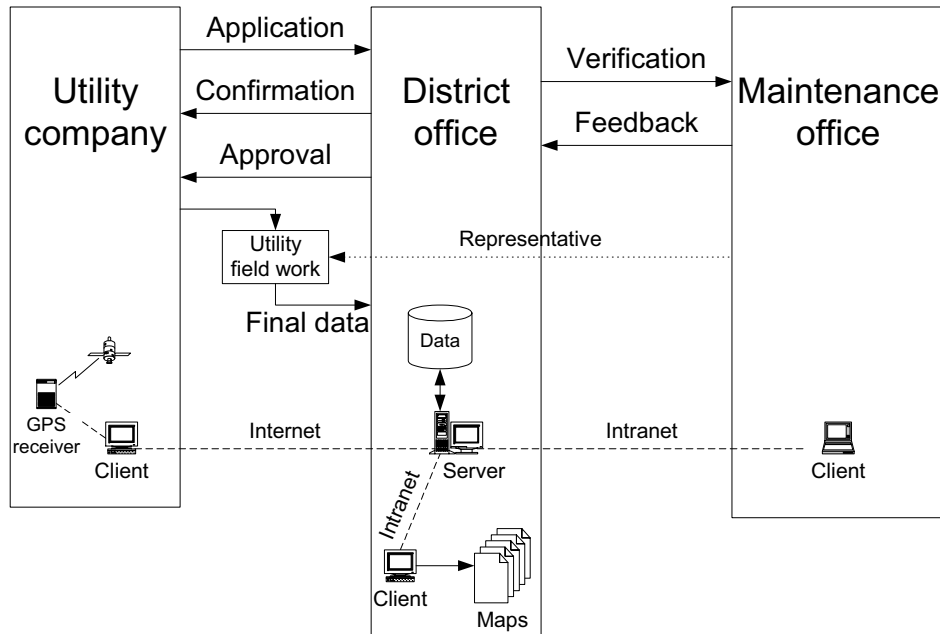 Utility
company
Application
Confirmation
Approval
District
office
Verification
Feedback
Maintenance
office
Utility
field work
Representative
Final data
Data
GPS
receiver
Client
Internet
Server
Intranet
Client
Intranet
Client
Maps